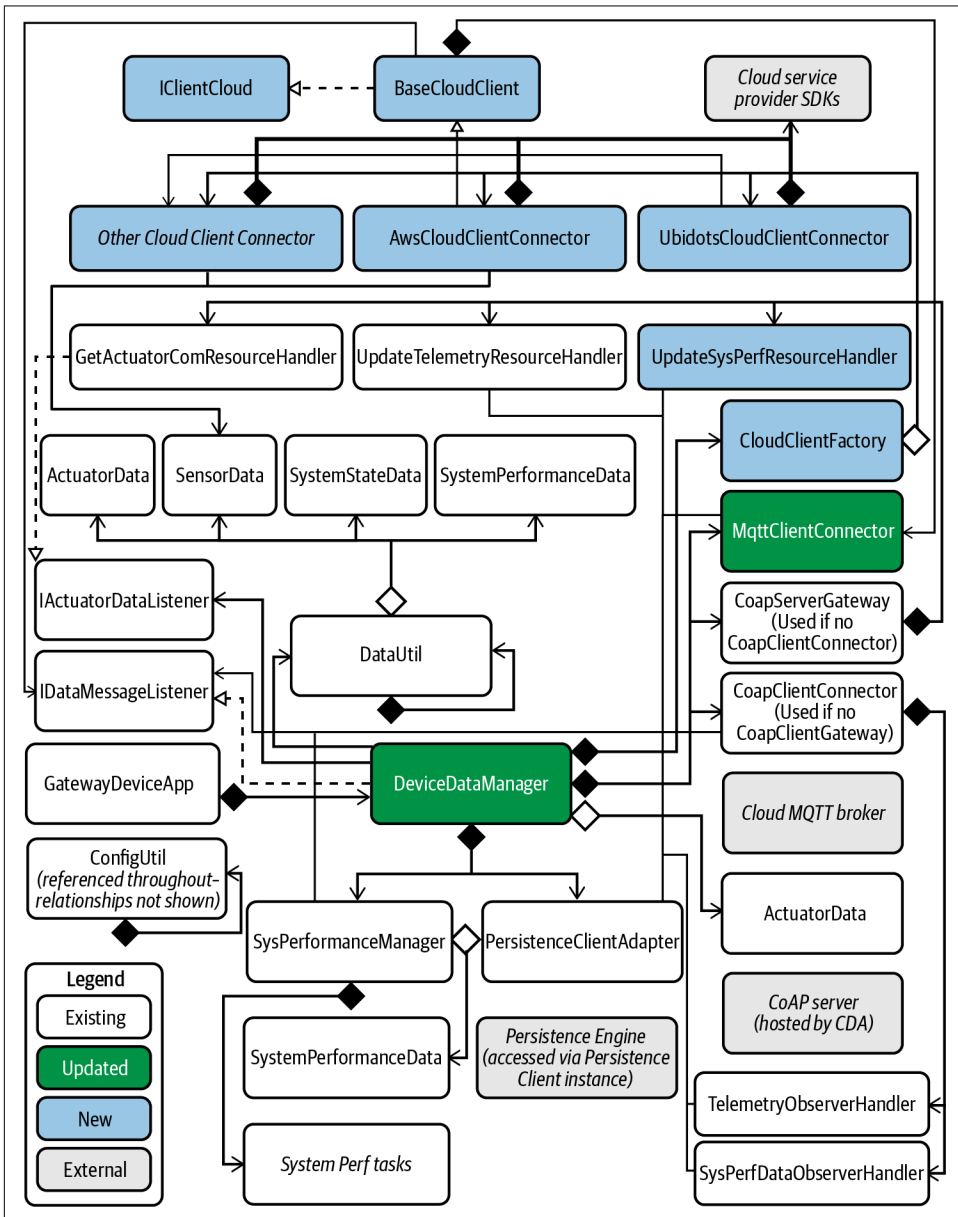 IClientCloud
BaseCloudClient
Cloud service
provider SDKs
Other Cloud Client Connector
AwsCloudClientConnector
UbidotsCloudClientConnector
GetActuatorComResourceHandler
UpdateTelemetryResourceHandler
UpdateSysPerfResourceHandler
CloudClientFactory
ActuatorData
SensorData
SystemStateData
SystemPerformanceData
MqttClientConnector
IActuatorDataListener
CoapServerGateway
(Used if no
CoapClientConnector)
DataUtil
IDataMessageListener
CoapClientConnector
(Used if no
CoapClientGateway)
GatewayDeviceApp
DeviceDataManager
Cloud MQTT broker
ConfigUtil
(referenced throughout–
relationships not shown)
ActuatorData
SysPerformanceManager
PersistenceClientAdapter
Legend
Existing
Updated
New
External
CoAP server
(hosted by CDA)
SystemPerformanceData
Persistence Engine
(accessed via Persistence
Client instance)
TelemetryObserverHandler
System Perf tasks
SysPerfDataObserverHandler